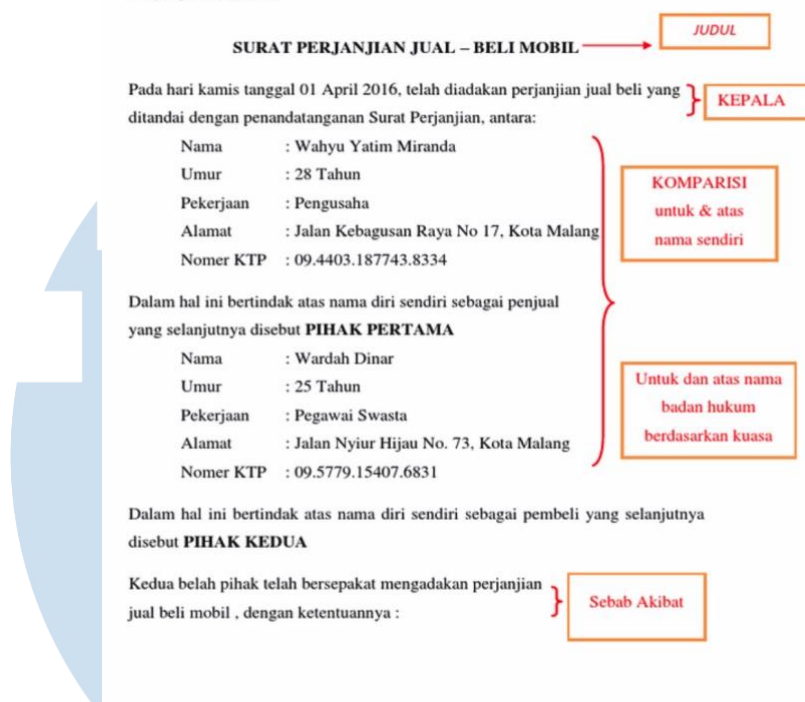 SURAT PERJANJIAN JUAL – BELI MOBIL
JUDUL
Pada hari kamis tanggal 01 April 2016, telah diadakan perjanjian jual beli yang
ditandai dengan penandatanganan Surat Perjanjian, antara:
KEPALA
Nama : Wahyu Yatim Miranda
Umur : 28 Tahun
Pekerjaan : Pengusaha
Alamat : Jalan Kebagusan Raya No 17, Kota Malang
Nomer KTP : 09.4403.187743.8334
KOMPARISI
untuk & atas
nama sendiri
Dalam hal ini bertindak atas nama diri sendiri sebagai penjual
yang selanjutnya disebut PIHAK PERTAMA
Nama : Wardah Dinar
Umur : 25 Tahun
Pekerjaan : Pegawai Swasta
Alamat : Jalan Nyiur Hijau No. 73, Kota Malang
Nomer KTP : 09.5779.15407.6831
Untuk dan atas nama
badan hukum
berdasarkan kuasa
Dalam hal ini bertindak atas nama diri sendiri sebagai pembeli yang selanjutnya
disebut PIHAK KEDUA
Kedua belah pihak telah bersepakat mengadakan perjanjian
jual beli mobil , dengan ketentuannya :
Sebab Akibat